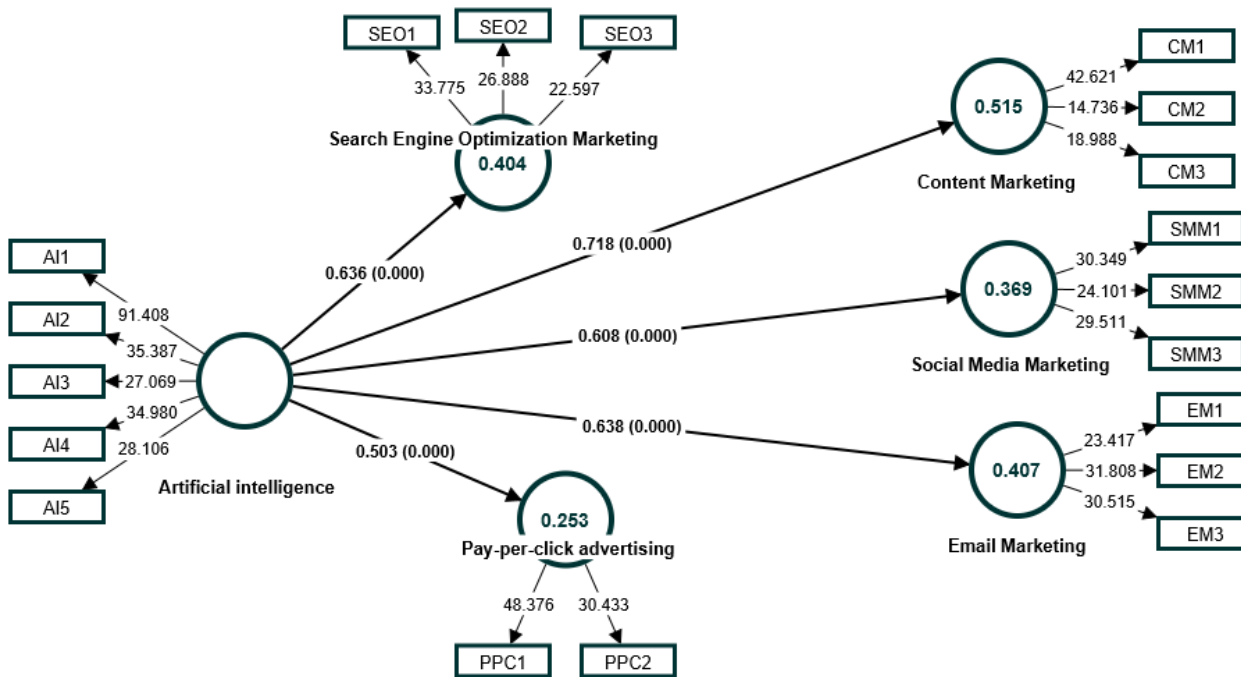 SEO1
SEO2
SEO3
33.775
26.888
22.597
Search Engine Optimization Marketing
0.404
CM1
CM2
CM3
42.621
14.736
18.988
0.515
Content Marketing
0.718 (0.000)
0.636 (0.000)
SMM1
SMM2
SMM3
30.349
24.101
29.511
0.369
Social Media Marketing
0.608 (0.000)
AI1
AI2
AI3
AI4
AI5
91.408
35.387
27.069
34.980
28.106
Artificial intelligence
0.638 (0.000)
0.503 (0.000)
EM1
EM2
EM3
23.417
31.808
30.515
0.407
Email Marketing
0.253
Pay-per-click advertising
48.376
30.433
PPC1
PPC2